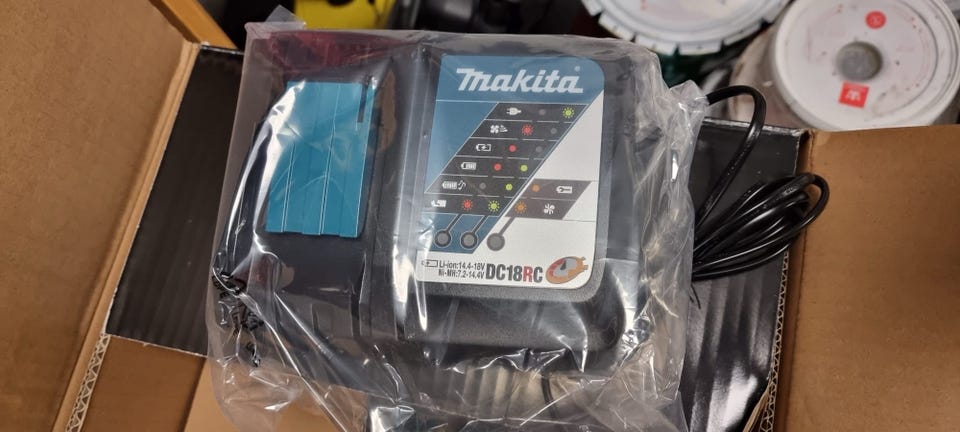 makita
Li-ion:14.4-18V
Ni-MH:7.2-14.4V
DC18RC